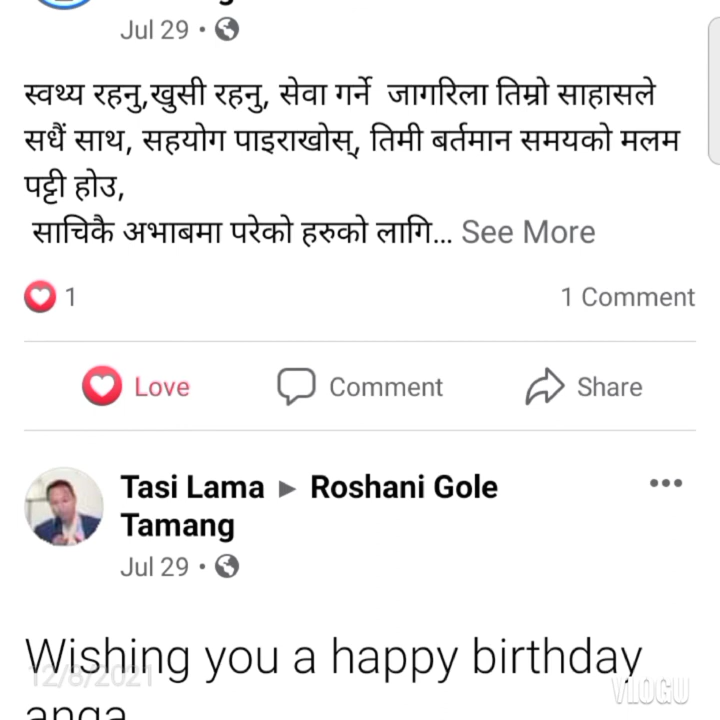 Jul 29 •
स्वथ्य रहनु,खुसी रहनु, सेवा गर्ने जागरिला तिम्रो साहासले
सधैं साथ, सहयोग पाइराखोस्, तिमी बर्तमान समयको मलम
पट्टी होउ,
साचिकै अभाबमा परेको हरुको लागि... See More
1
1 Comment
Love
Comment
Share
Tasi Lama ▸ Roshani Gole
Tamang
Jul 29 •
Wishing you a happy birthday
12/8/2021
VLOGU
anga